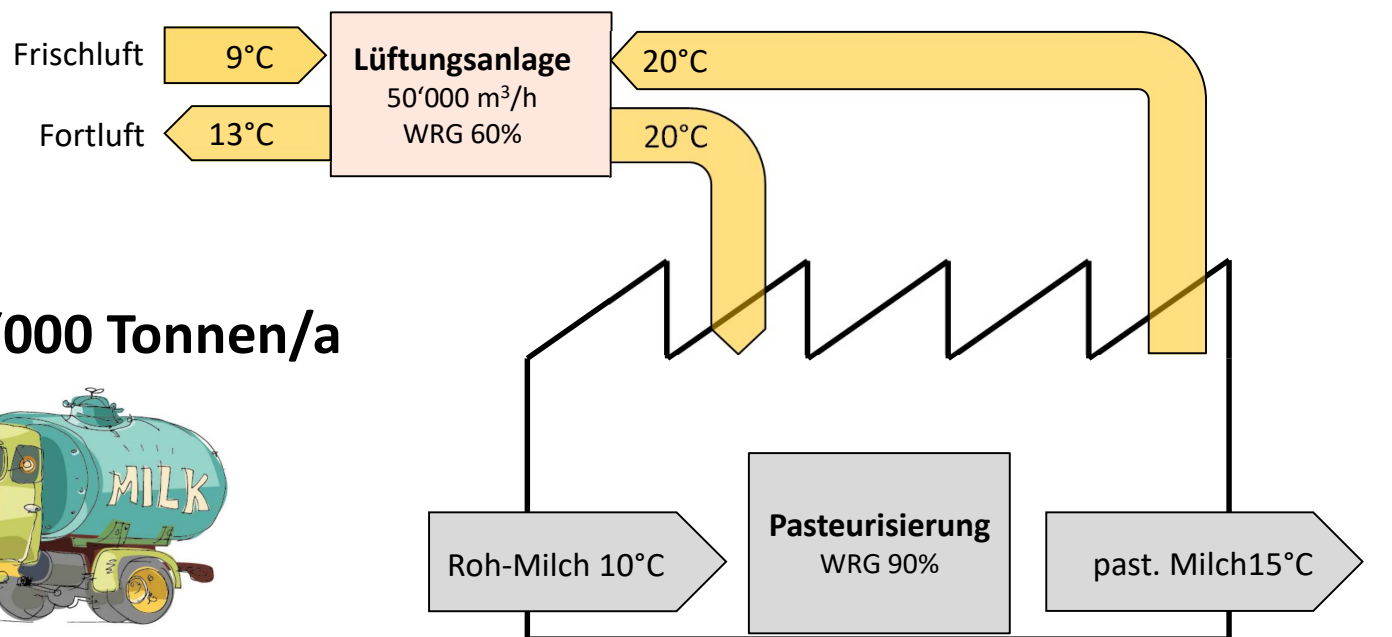 Frischluft
9°C
Lüftungsanlage
50‘000 m³/h
WRG 60%
20°C
Fortluft
13°C
20°C
‘000 Tonnen/a
MILK
Roh-Milch 10°C
Pasteurisierung
WRG 90%
past. Milch15°C